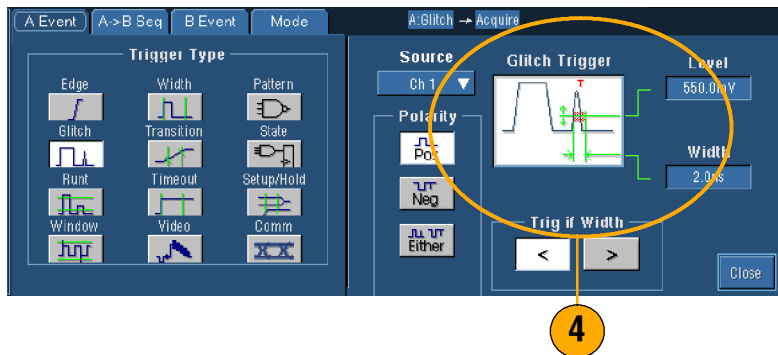 A Event A->B Seq B Event Mode
A:Glitch → Acquire
Trigger Type
Edge Width Pattern
Glitch Transition State
Runt Timeout Setup/Hold
Window Video Comm
Source
Ch 1
Polarity
Pos
Neg
Either
Glitch Trigger
T
Level
550.0mV
Width
2.0ns
Trig if Width
< >
Close
4